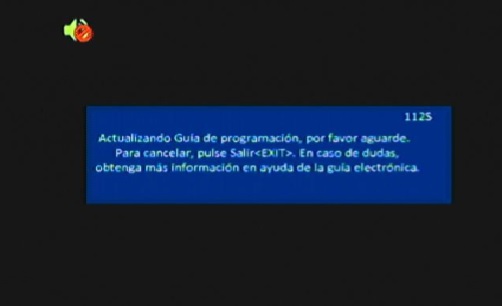 112S
Actualizando Guía de programación, por favor aguarde.
Para cancelar, pulse Salir<EXIT>. En caso de dudas,
obtenga más información en ayuda de la guía electrónica.